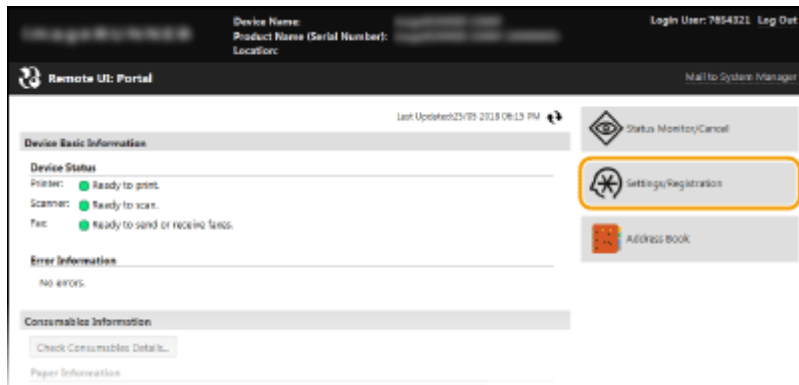 Device Name:
Product Name (Serial Number):
Location:
Login User: 7654321 Log Out
Remote UI: Portal
Mail to System Manager
Last Updated:25/05 2018 06:15 PM
Device Basic Information
Device Status
Printer: Ready to print.
Scanner: Ready to scan.
Fax: Ready to send or receive faxes.
Error Information
No errors.
Consumables Information
Check Consumables Details...
Paper Information
Status Monitor/Cancel
Settings/Registration
Address Book